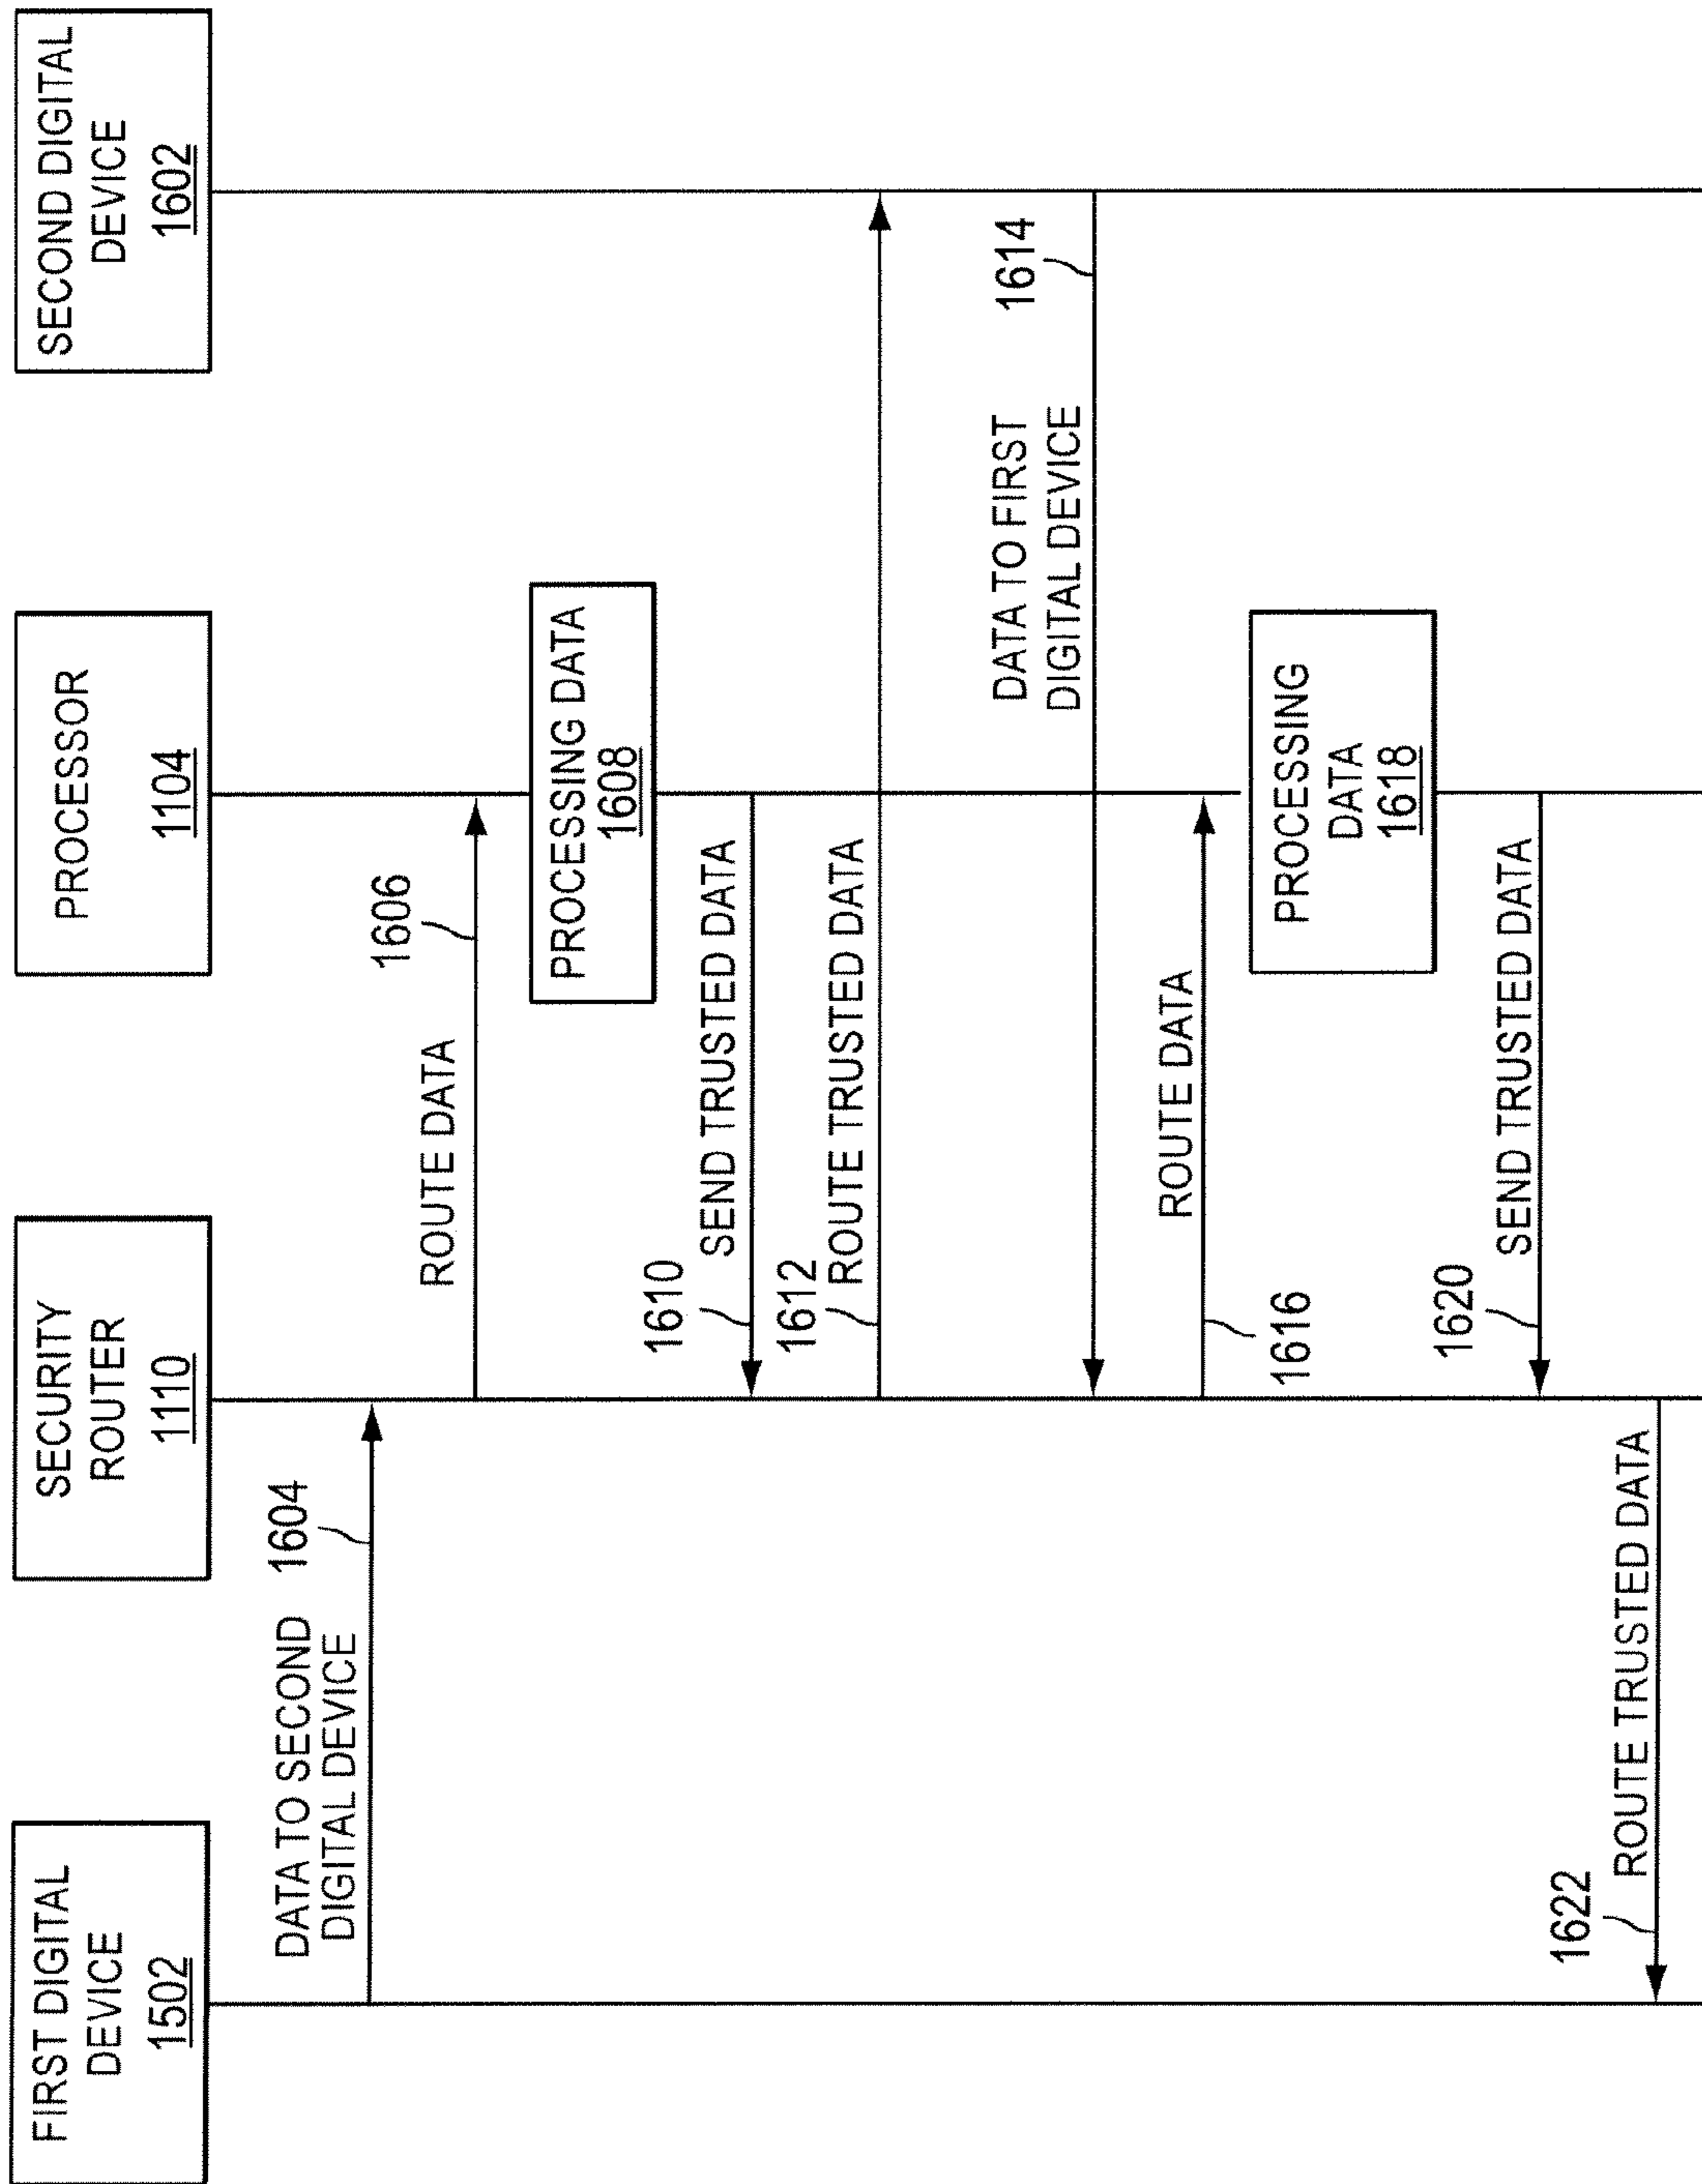 FIRST DIGITAL
DEVICE
1502
SECURITY
ROUTER
1110
PROCESSOR
1104
SECOND DIGITAL
DEVICE
1602
DATA TO SECOND
DIGITAL DEVICE
1604
ROUTE DATA
1606
PROCESSING DATA
1608
1610
SEND TRUSTED DATA
1612
ROUTE TRUSTED DATA
DATA TO FIRST
DIGITAL DEVICE
1614
ROUTE DATA
1616
PROCESSING
DATA
1618
1620
SEND TRUSTED DATA
1622
ROUTE TRUSTED DATA